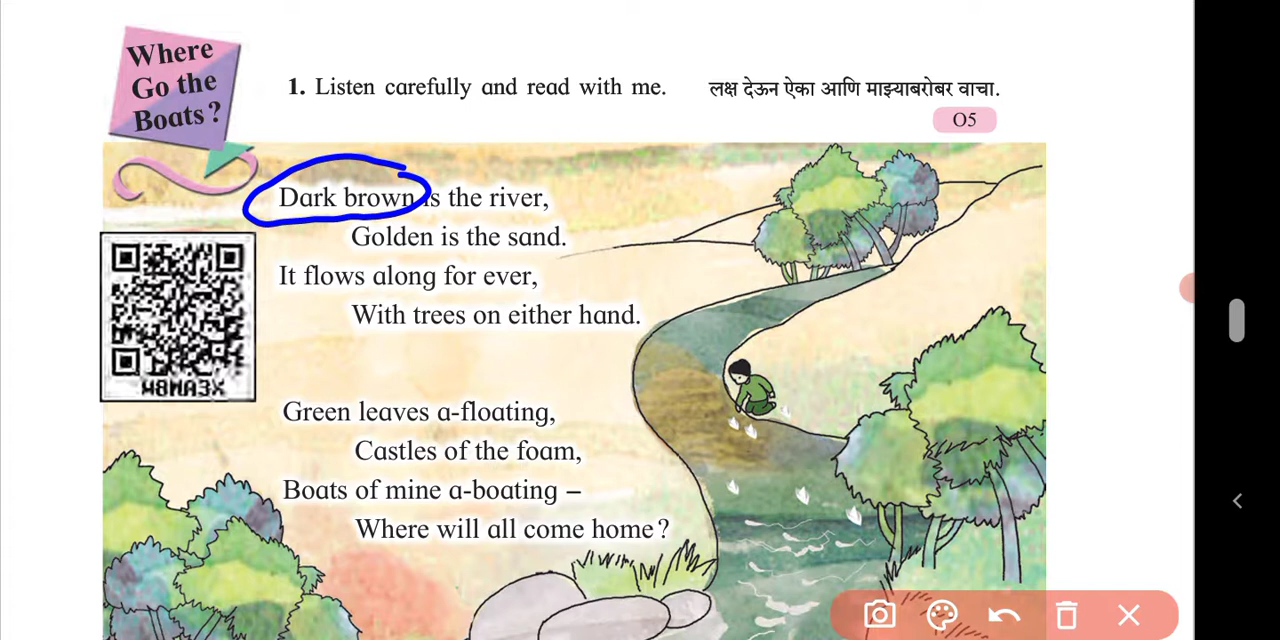 Where
Go the
Boats?
1. Listen carefully and read with me. लक्ष देऊन ऐका आणि माझ्याबरोबर वाचा.
O5
Dark brown is the river,
Golden is the sand.
It flows along for ever,
With trees on either hand.
W8MA3X
Green leaves a-floating,
Castles of the foam,
Boats of mine a-boating –
Where will all come home?